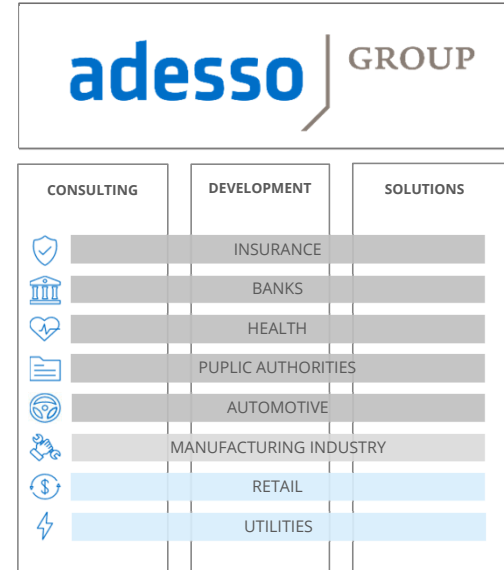 adesso
GROUP
CONSULTING
DEVELOPMENT
SOLUTIONS
INSURANCE
BANKS
HEALTH
PUPLIC AUTHORITIES
AUTOMOTIVE
MANUFACTURING INDUSTRY
$ RETAIL
UTILITIES